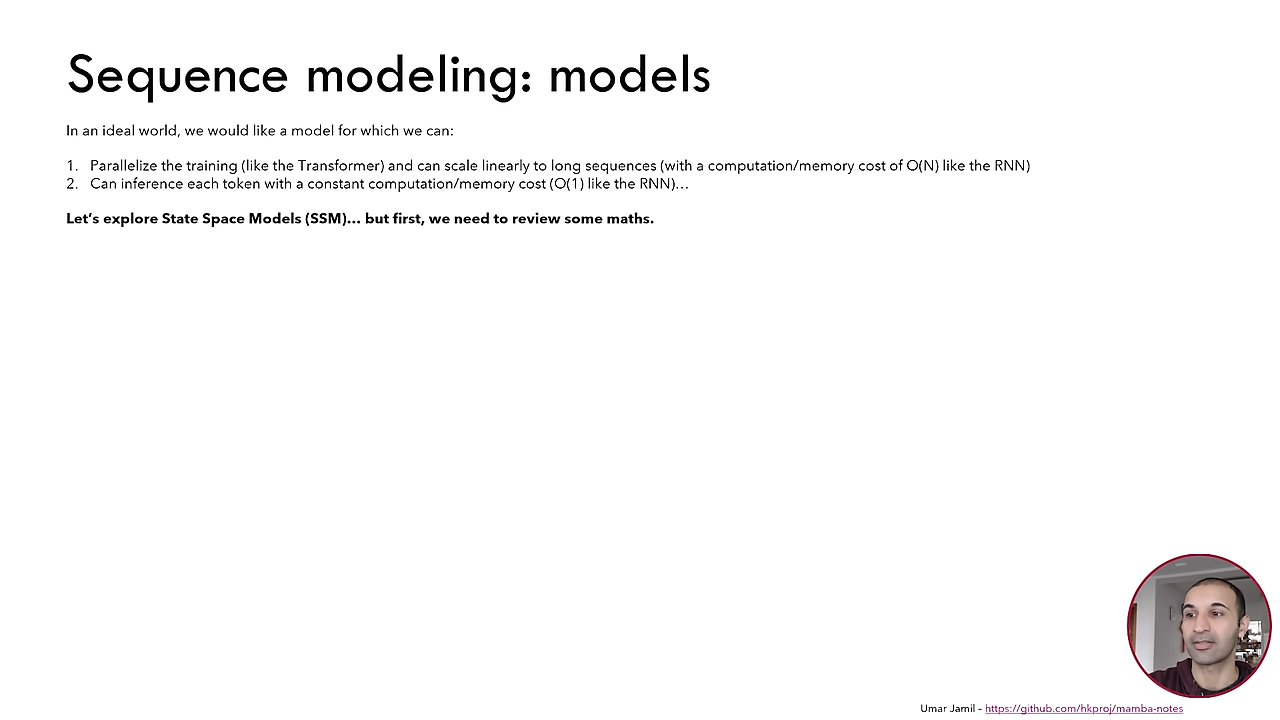 Sequence modeling: models
In an ideal world, we would like a model for which we can:
1. Parallelize the training (like the Transformer) and can scale linearly to long sequences (with a computation/memory cost of O(N) like the RNN)
2. Can inference each token with a constant computation/memory cost (O(1) like the RNN)…
Let’s explore State Space Models (SSM)… but first, we need to review some maths.
Umar Jamil – https://github.com/hkproj/mamba-notes